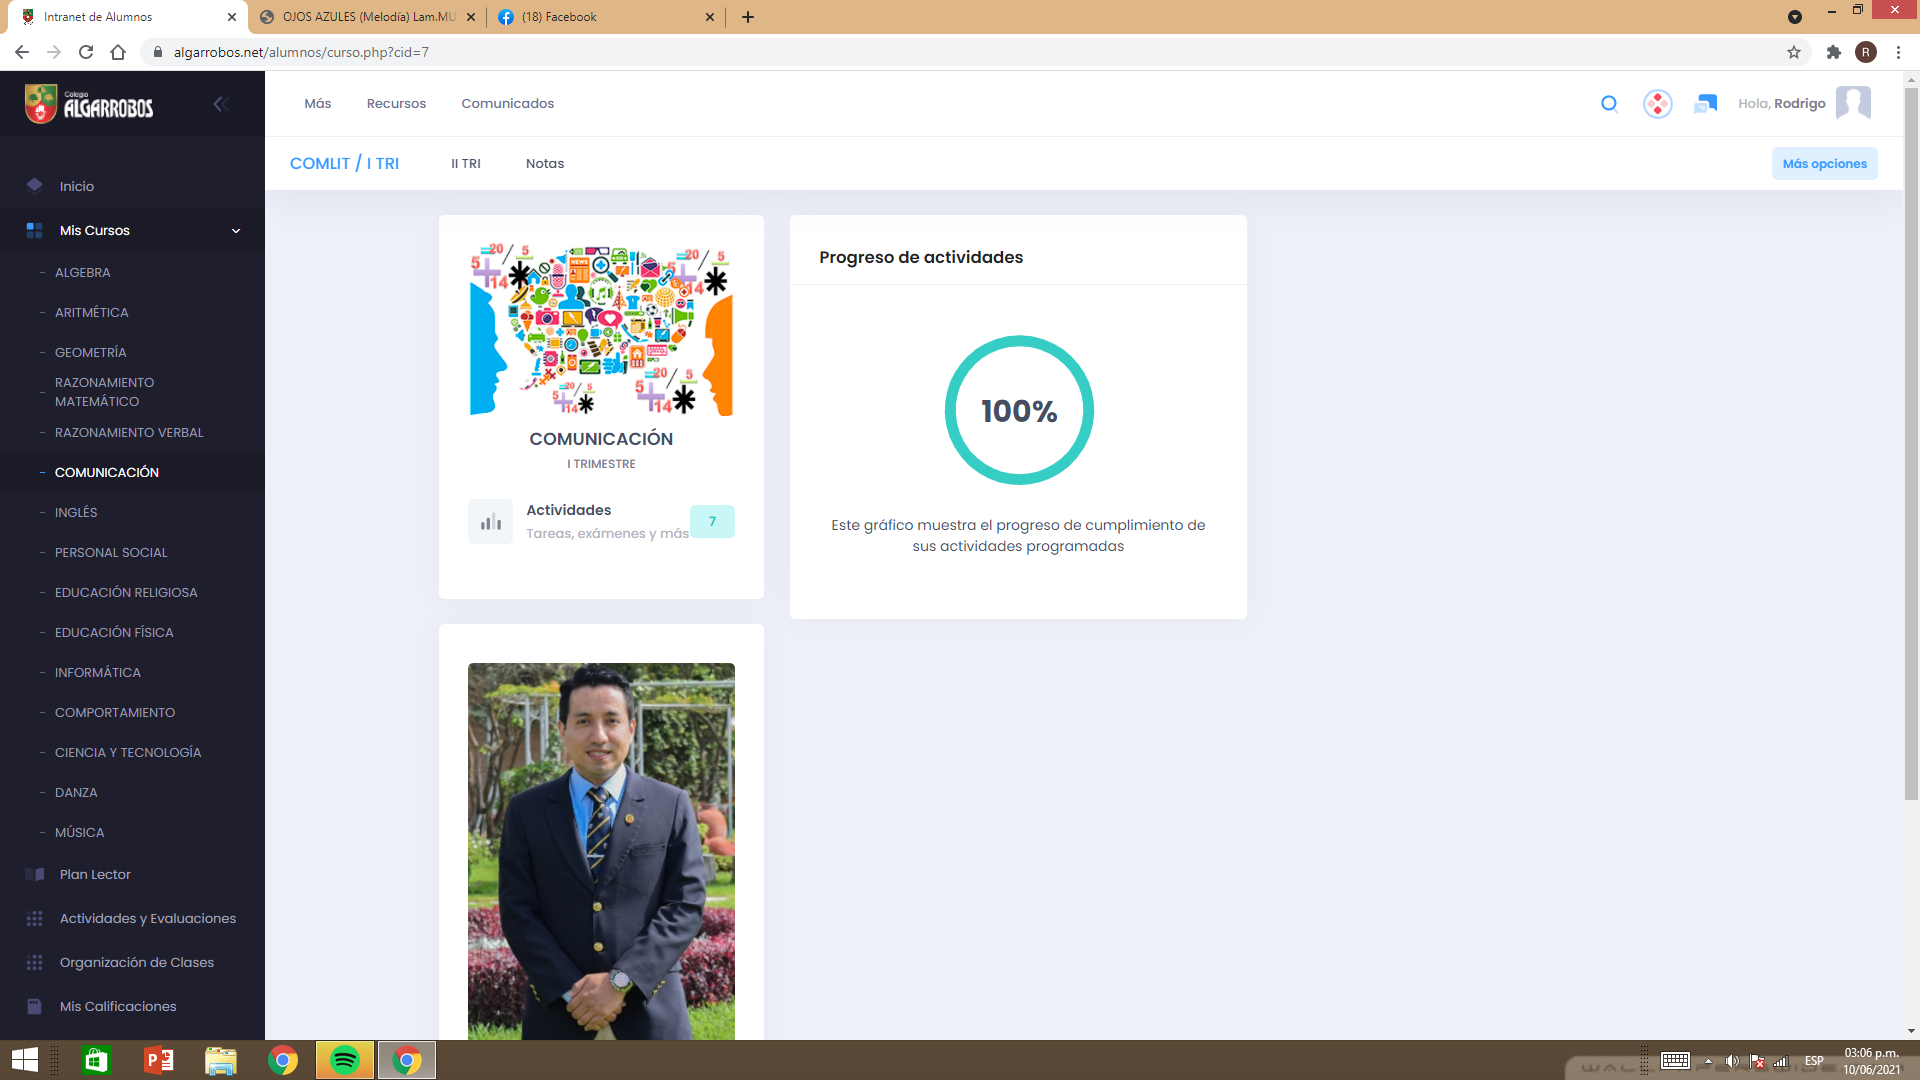 Intranet de Alumnos
OJOS AZULES (Melodía) Lam.MU
(18) Facebook
algarrobos.net/alumnos/curso.php?cid=7
R
Colegio
ALGARROBOS
Más
Recursos
Comunicados
Hola, Rodrigo
COMLIT / I TRI
II TRI
Notas
Más opciones
Inicio
Mis Cursos
ALGEBRA
ARITMÉTICA
GEOMETRÍA
RAZONAMIENTO
MATEMÁTICO
RAZONAMIENTO VERBAL
COMUNICACIÓN
INGLÉS
PERSONAL SOCIAL
EDUCACIÓN RELIGIOSA
EDUCACIÓN FÍSICA
INFORMÁTICA
COMPORTAMIENTO
CIENCIA Y TECNOLOGÍA
DANZA
MÚSICA
Plan Lector
Actividades y Evaluaciones
Organización de Clases
Mis Calificaciones
NEWS
COMUNICACIÓN
I TRIMESTRE
Actividades
Tareas, exámenes y más
7
Progreso de actividades
100%
Este gráfico muestra el progreso de cumplimiento de
sus actividades programadas
ESP
03:06 p.m.
10/06/2021